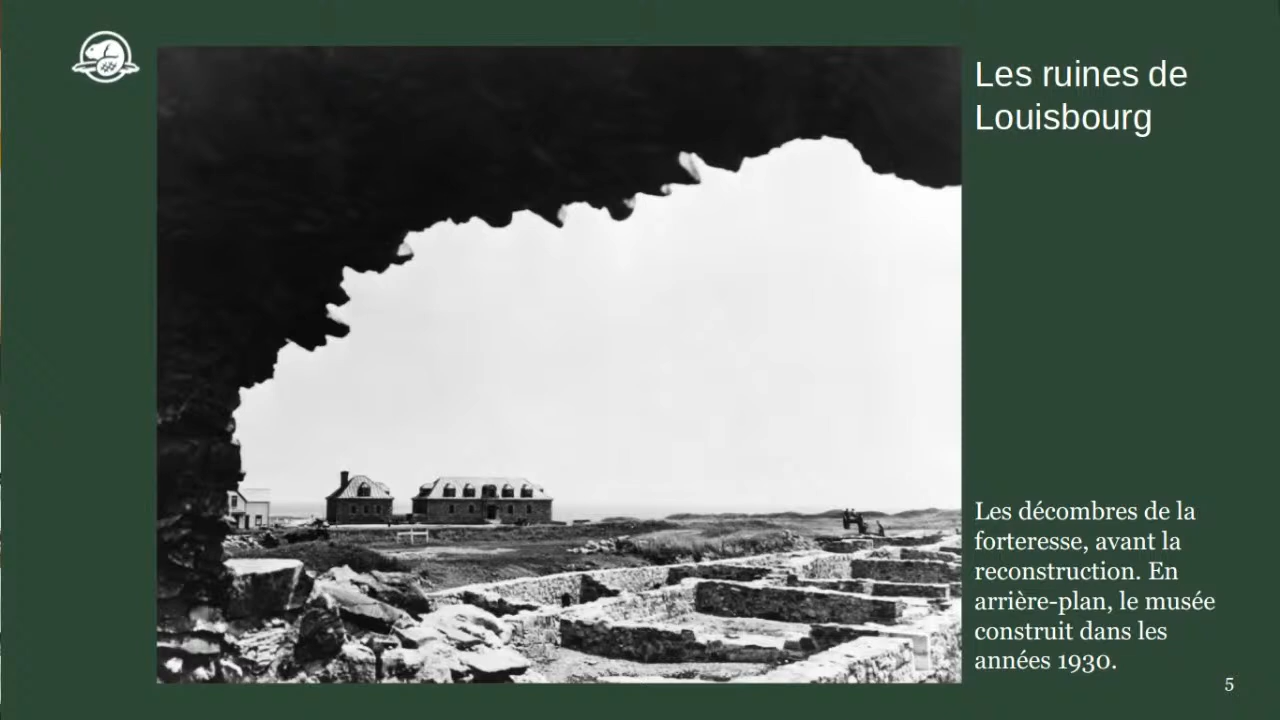 Les ruines de
Louisbourg
Les décombres de la
forteresse, avant la
reconstruction. En
arrière-plan, le musée
construit dans les
années 1930.
5